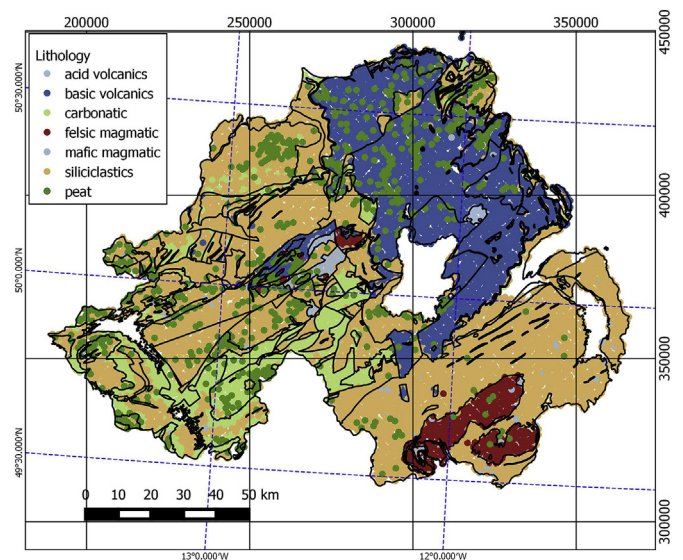 200000 250000 300000 350000
450000
Lithology
acid volcanics
basic volcanics
carbonatic
felsic magmatic
mafic magmatic
siliciclastics
peat
50°30.000'N
400000
50°0.000'N
350000
49°30.000'N
0 10 20 30 40 50 km
300000
13°0.000'W 12°0.000'W